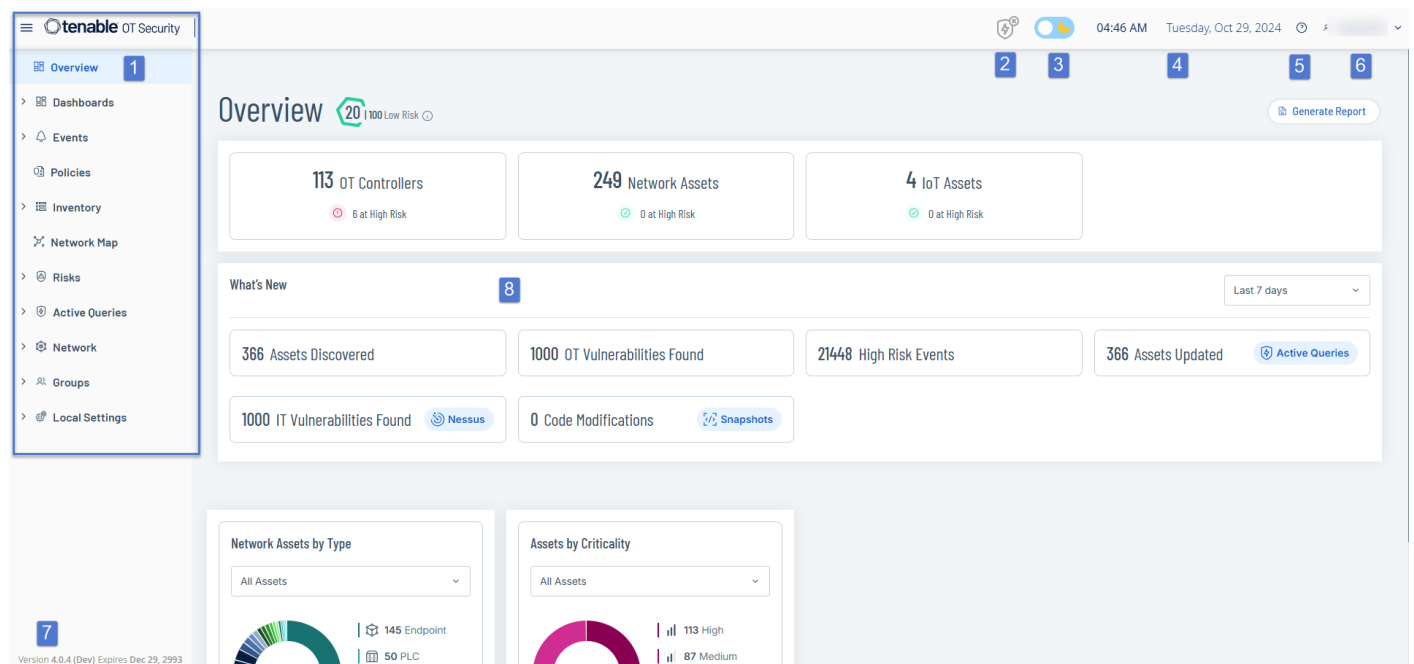 tenable OT Security
04:46 AM Tuesday, Oct 29, 2024
Overview 1
2 3 4 5 6
Dashboards
Events
Policies
Inventory
Network Map
Risks
Active Queries
Network
Groups
Local Settings
7
Version 4.0.4 (Dev) Expires Dec 29, 2993
Overview 20 | 100 Low Risk
Generate Report
113 OT Controllers
6 at High Risk
249 Network Assets
0 at High Risk
4 IoT Assets
0 at High Risk
What's New
8
Last 7 days
366 Assets Discovered
1000 OT Vulnerabilities Found
21448 High Risk Events
366 Assets Updated Active Queries
1000 IT Vulnerabilities Found Nessus
0 Code Modifications Snapshots
Network Assets by Type
All Assets
145 Endpoint
50 PLC
Assets by Criticality
All Assets
113 High
87 Medium